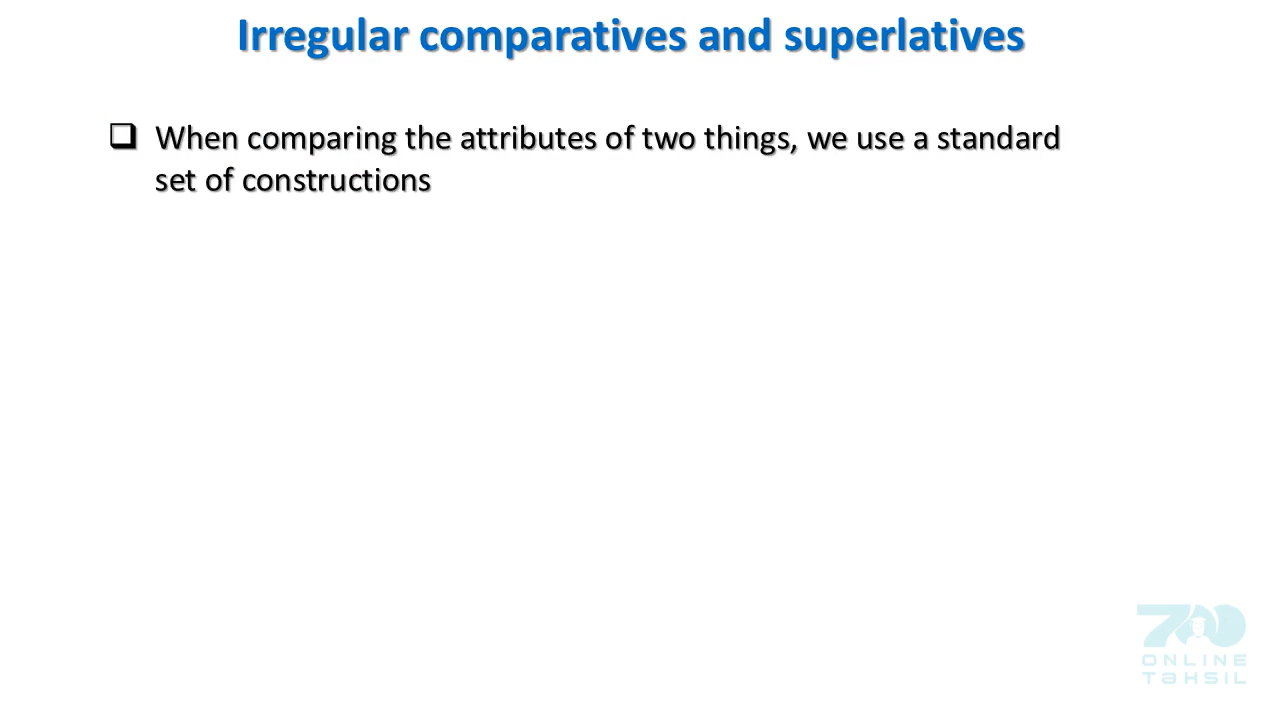 Irregular comparatives and superlatives
❑ When comparing the attributes of two things, we use a standard
set of constructions
700
ONLINE
TəHSIL